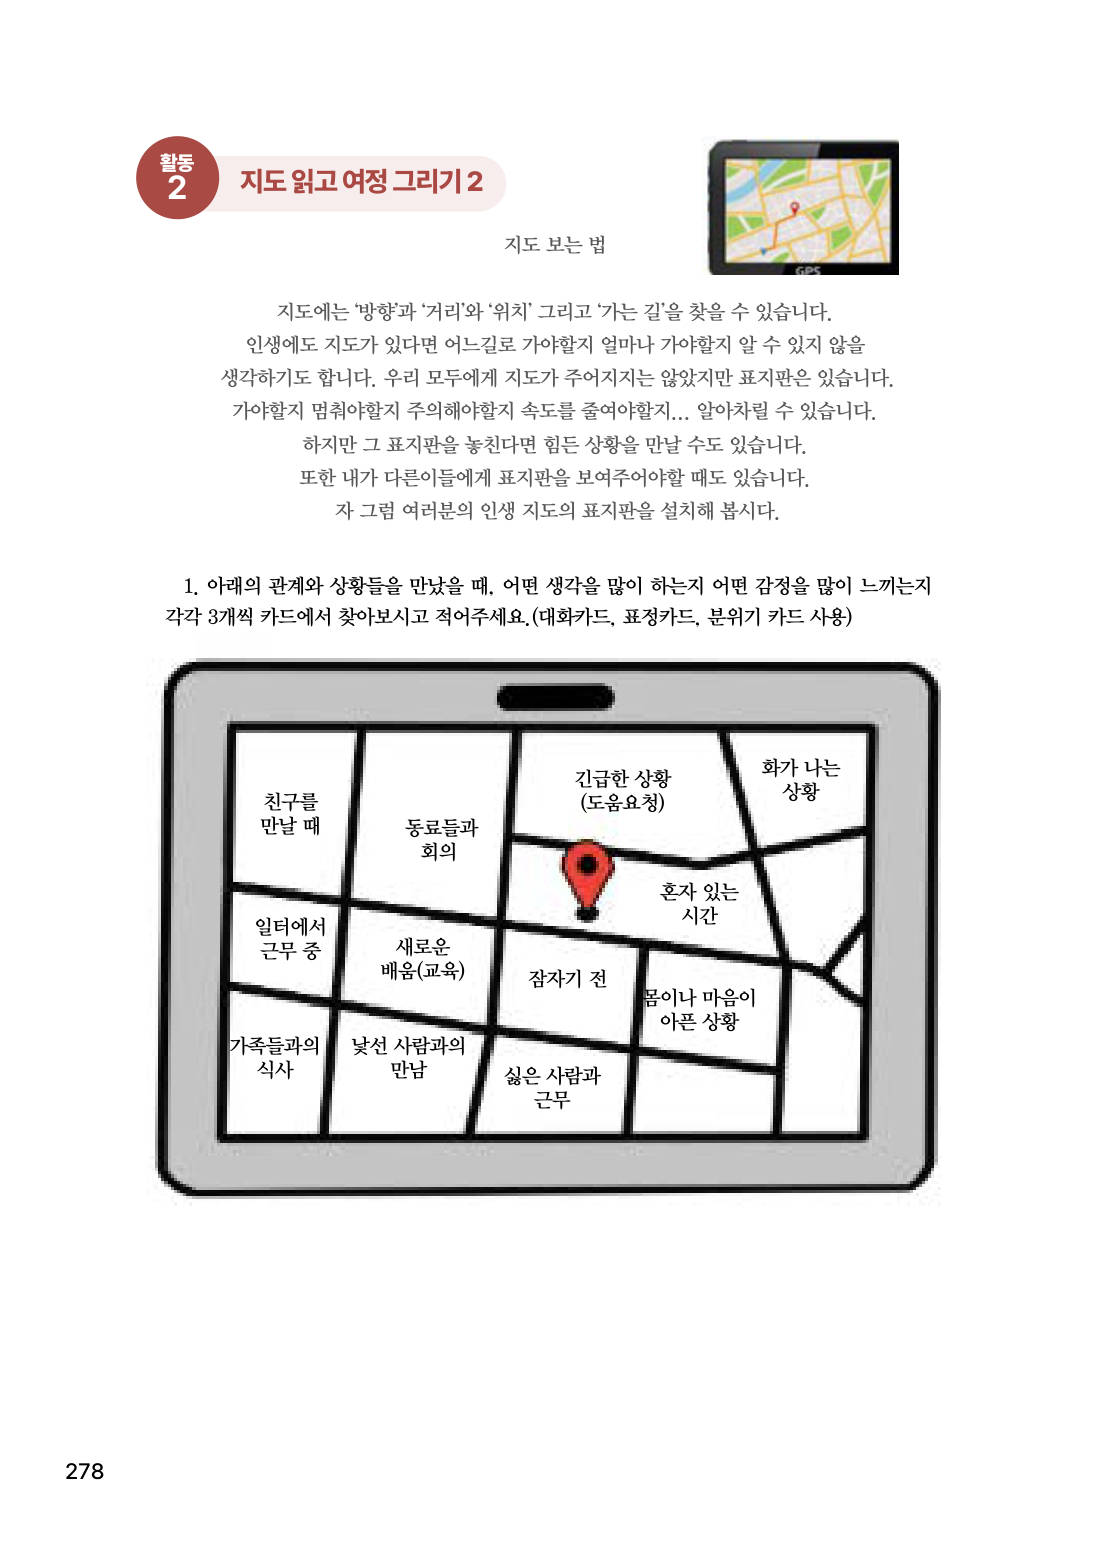 활동
2
지도 읽고 여정 그리기 2
GPS
지도 보는 법
지도에는 ‘방향’과 ‘거리’와 ‘위치’ 그리고 ‘가는 길’을 찾을 수 있습니다.
인생에도 지도가 있다면 어느길로 가야할지 얼마나 가야할지 알 수 있지 않을
생각하기도 합니다. 우리 모두에게 지도가 주어지지는 않았지만 표지판은 있습니다.
가야할지 멈춰야할지 주의해야할지 속도를 줄여야할지... 알아차릴 수 있습니다.
하지만 그 표지판을 놓친다면 힘든 상황을 만날 수도 있습니다.
또한 내가 다른이들에게 표지판을 보여주어야할 때도 있습니다.
자 그럼 여러분의 인생 지도의 표지판을 설치해 봅시다.
1. 아래의 관계와 상황들을 만났을 때, 어떤 생각을 많이 하는지 어떤 감정을 많이 느끼는지
각각 3개씩 카드에서 찾아보시고 적어주세요.(대화카드, 표정카드, 분위기 카드 사용)
친구를
만날 때
동료들과
회의
긴급한 상황
(도움요청)
화가 나는
상황
혼자 있는
시간
일터에서
근무 중
새로운
배움(교육)
잠자기 전
몸이나 마음이
아픈 상황
가족들과의
식사
낯선 사람과의
만남
싫은 사람과
근무
278